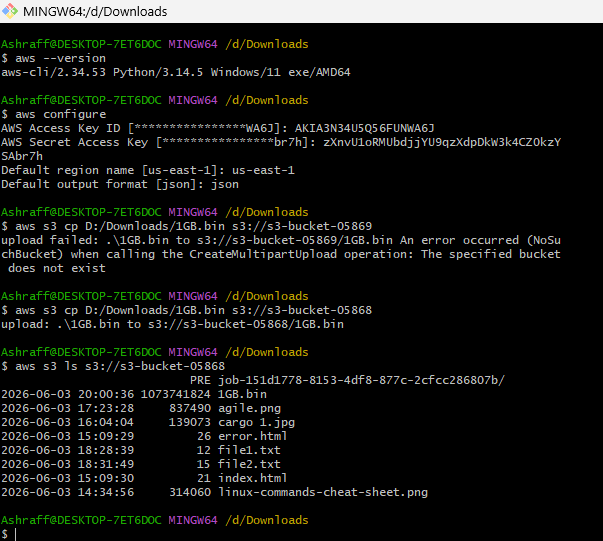 MINGW64:/d/Downloads
Ashraff@DESKTOP-7ET6DOC MINGW64 /d/Downloads
$ aws --version
aws-cli/2.34.53 Python/3.14.5 Windows/11 exe/AMD64
Ashraff@DESKTOP-7ET6DOC MINGW64 /d/Downloads
$ aws configure
AWS Access Key ID [****************WA6J]: AKIA3N34U5Q56FUNWA6J
AWS Secret Access Key [****************br7h]: zXnvU1oRMUbdjjYU9qzXdpDkW3k4CZOkzY
SAbr7h
Default region name [us-east-1]: us-east-1
Default output format [json]: json
Ashraff@DESKTOP-7ET6DOC MINGW64 /d/Downloads
$ aws s3 cp D:/Downloads/1GB.bin s3://s3-bucket-05869
upload failed: .\1GB.bin to s3://s3-bucket-05869/1GB.bin An error occurred (NoSu
chBucket) when calling the CreateMultipartUpload operation: The specified bucket
 does not exist
Ashraff@DESKTOP-7ET6DOC MINGW64 /d/Downloads
$ aws s3 cp D:/Downloads/1GB.bin s3://s3-bucket-05868
upload: .\1GB.bin to s3://s3-bucket-05868/1GB.bin
Ashraff@DESKTOP-7ET6DOC MINGW64 /d/Downloads
$ aws s3 ls s3://s3-bucket-05868
                           PRE job-151d1778-8153-4df8-877c-2cfcc286807b/
2026-06-03 20:00:36 1073741824 1GB.bin
2026-06-03 17:23:28     837490 agile.png
2026-06-03 16:04:04     139073 cargo 1.jpg
2026-06-03 15:09:29         26 error.html
2026-06-03 18:28:39         12 file1.txt
2026-06-03 18:31:49         15 file2.txt
2026-06-03 15:09:30         21 index.html
2026-06-03 14:34:56     314060 linux-commands-cheat-sheet.png
Ashraff@DESKTOP-7ET6DOC MINGW64 /d/Downloads
$